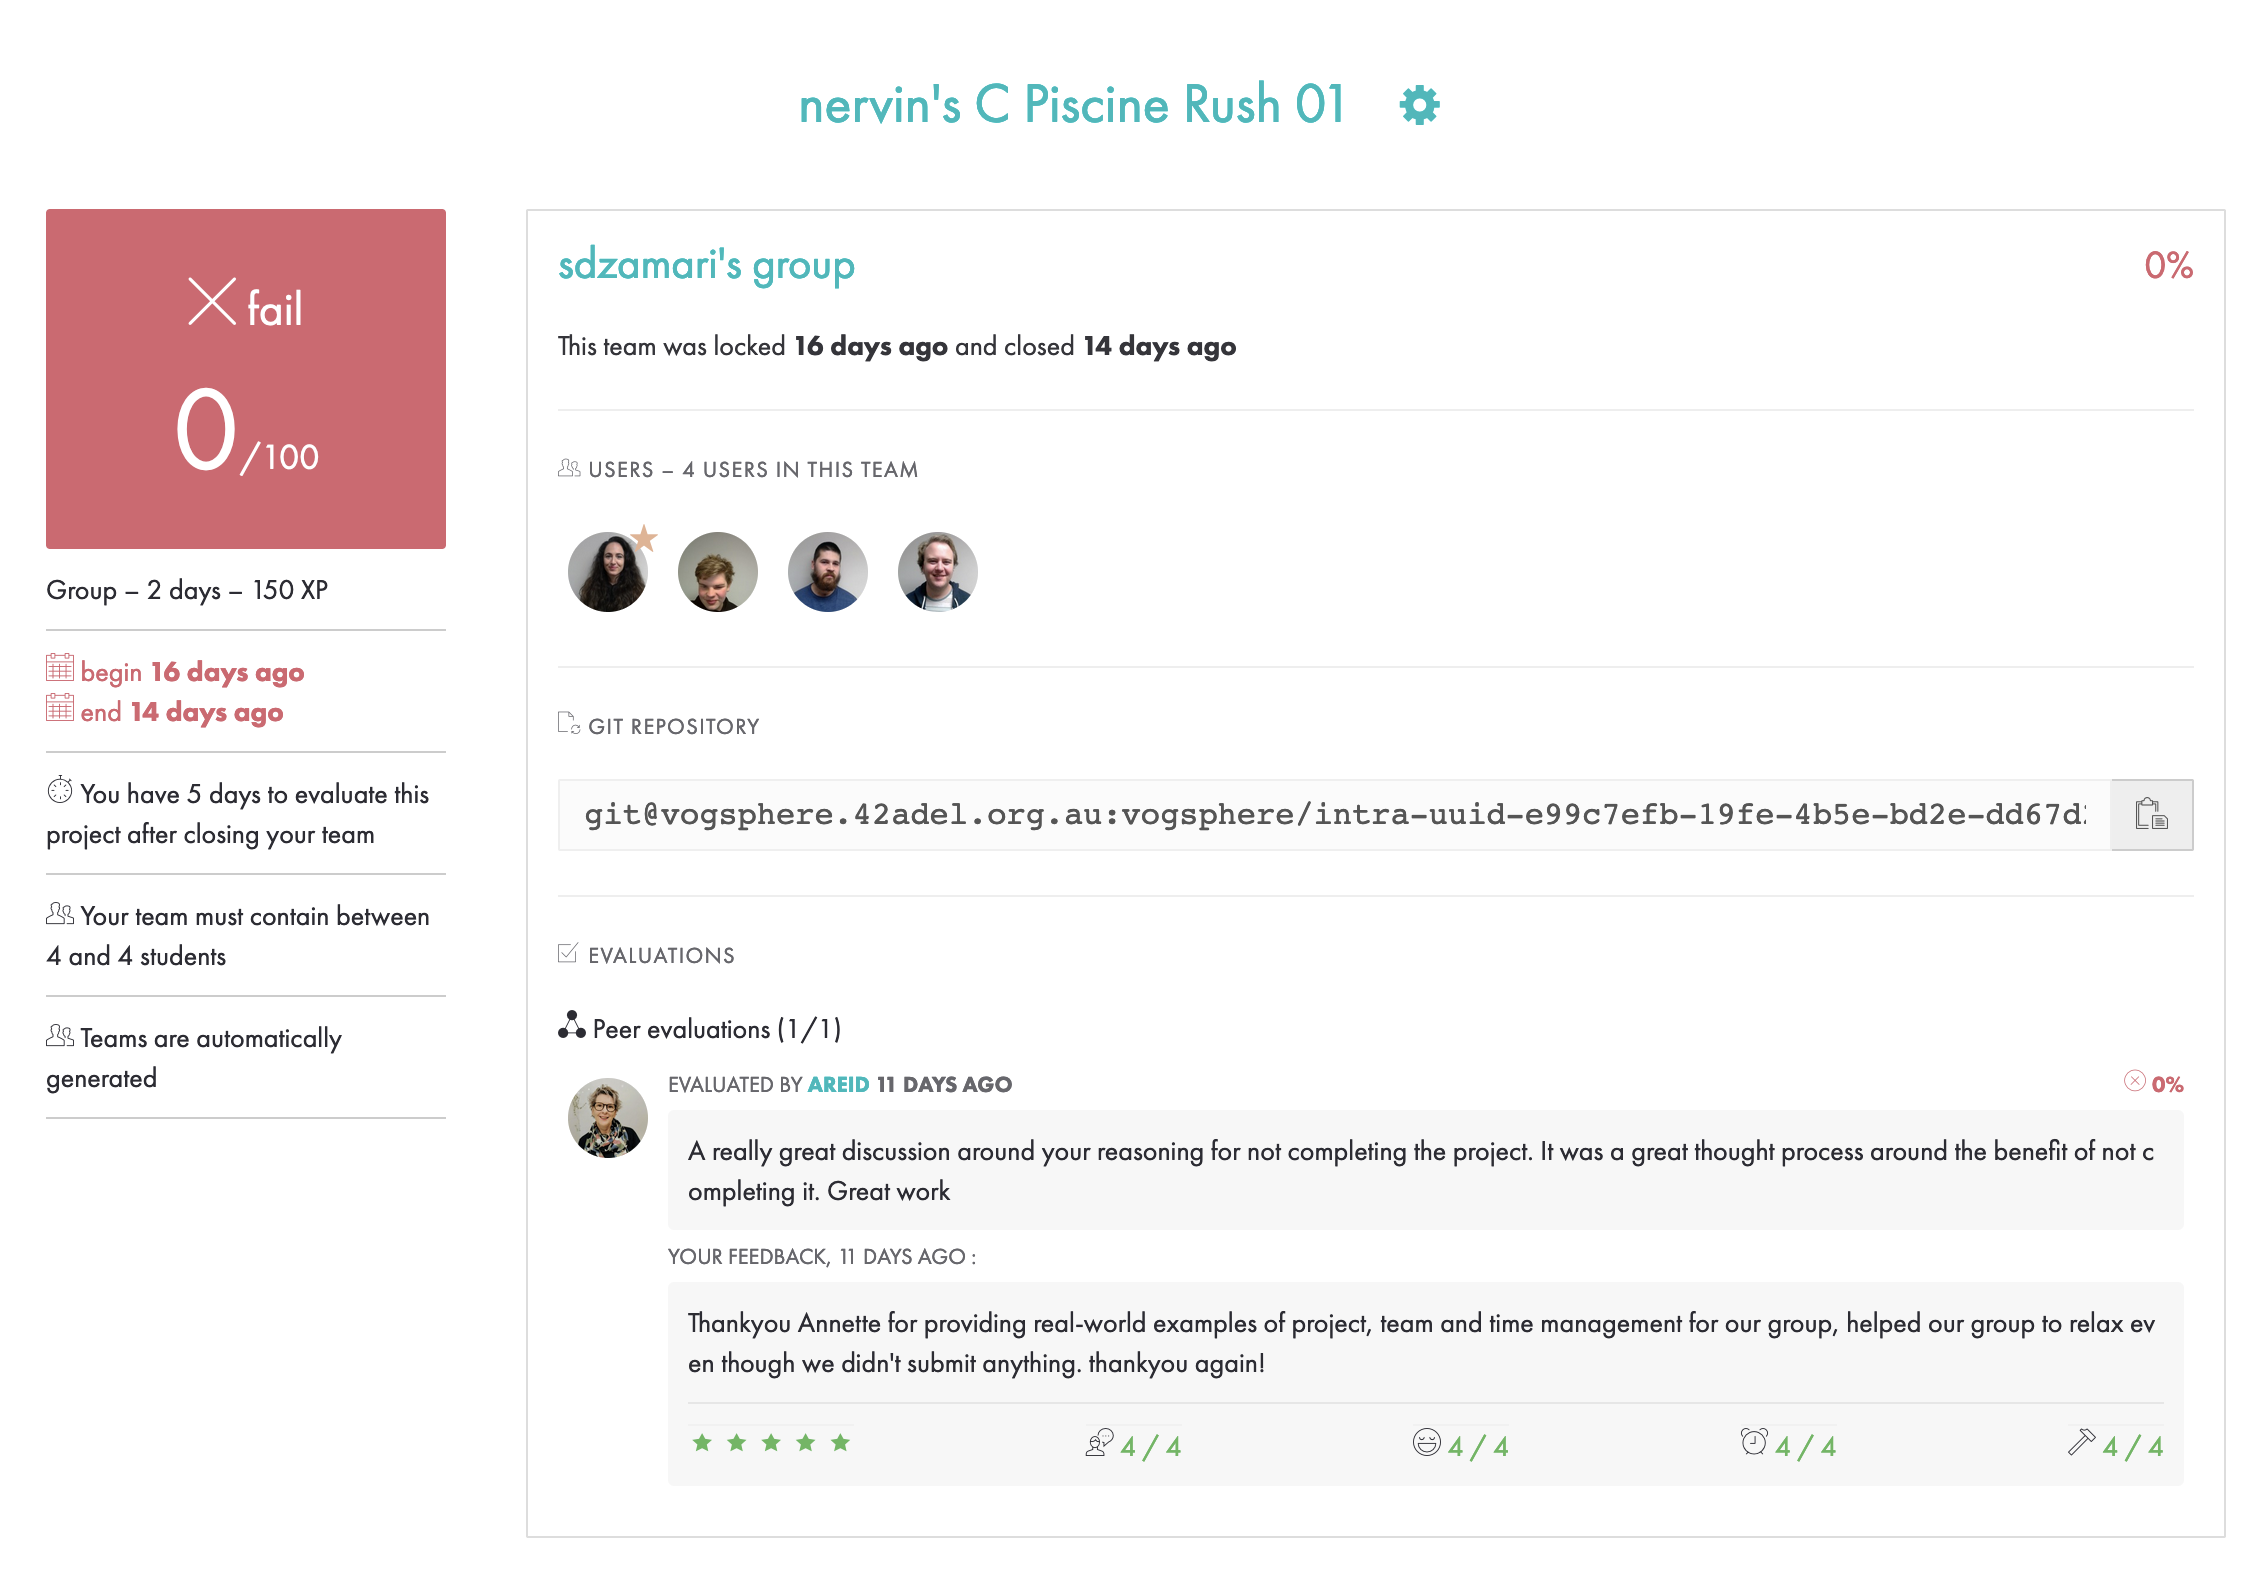 nervin's C Piscine Rush 01
fail
0/100
Group – 2 days – 150 XP
begin 16 days ago
end 14 days ago
You have 5 days to evaluate this
project after closing your team
Your team must contain between
4 and 4 students
Teams are automatically
generated
sdzamari's group
0%
This team was locked 16 days ago and closed 14 days ago
USERS – 4 USERS IN THIS TEAM
GIT REPOSITORY
git@vogsphere.42adel.org.au:vogsphere/intra-uuid-e99c7efb-19fe-4b5e-bd2e-dd67d
EVALUATIONS
Peer evaluations (1/1)
EVALUATED BY AREID 11 DAYS AGO
0%
A really great discussion around your reasoning for not completing the project. It was a great thought process around the benefit of not c
ompleting it. Great work
YOUR FEEDBACK, 11 DAYS AGO :
Thankyou Annette for providing real-world examples of project, team and time management for our group, helped our group to relax ev
en though we didn't submit anything. thankyou again!
4 / 4
4 / 4
4 / 4
4 / 4